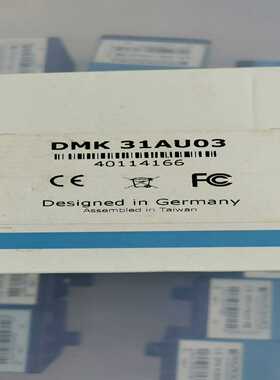 DMK 31AU03
40114166
CE FC
Designed in Germany
Assembled in Taiwan